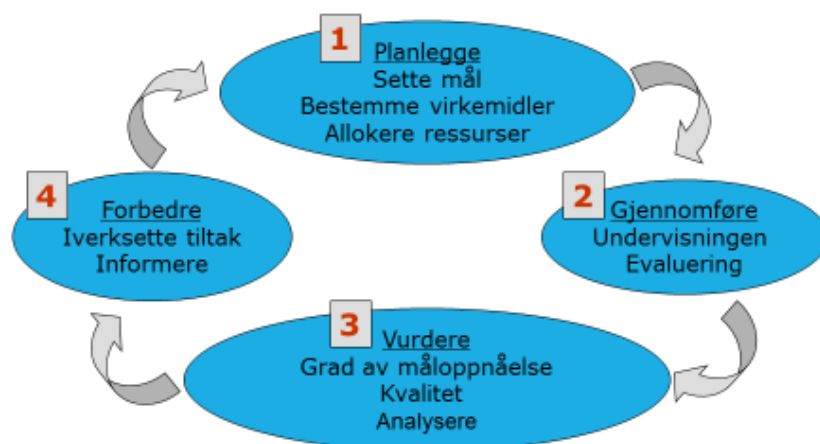 1
Planlegge
Sette mål
Bestemme virkemidler
Allokere ressurser
2
Gjennomføre
Undervisningen
Evaluering
3
Vurdere
Grad av måloppnåelse
Kvalitet
Analysere
4
Forbedre
Iverksette tiltak
Informere